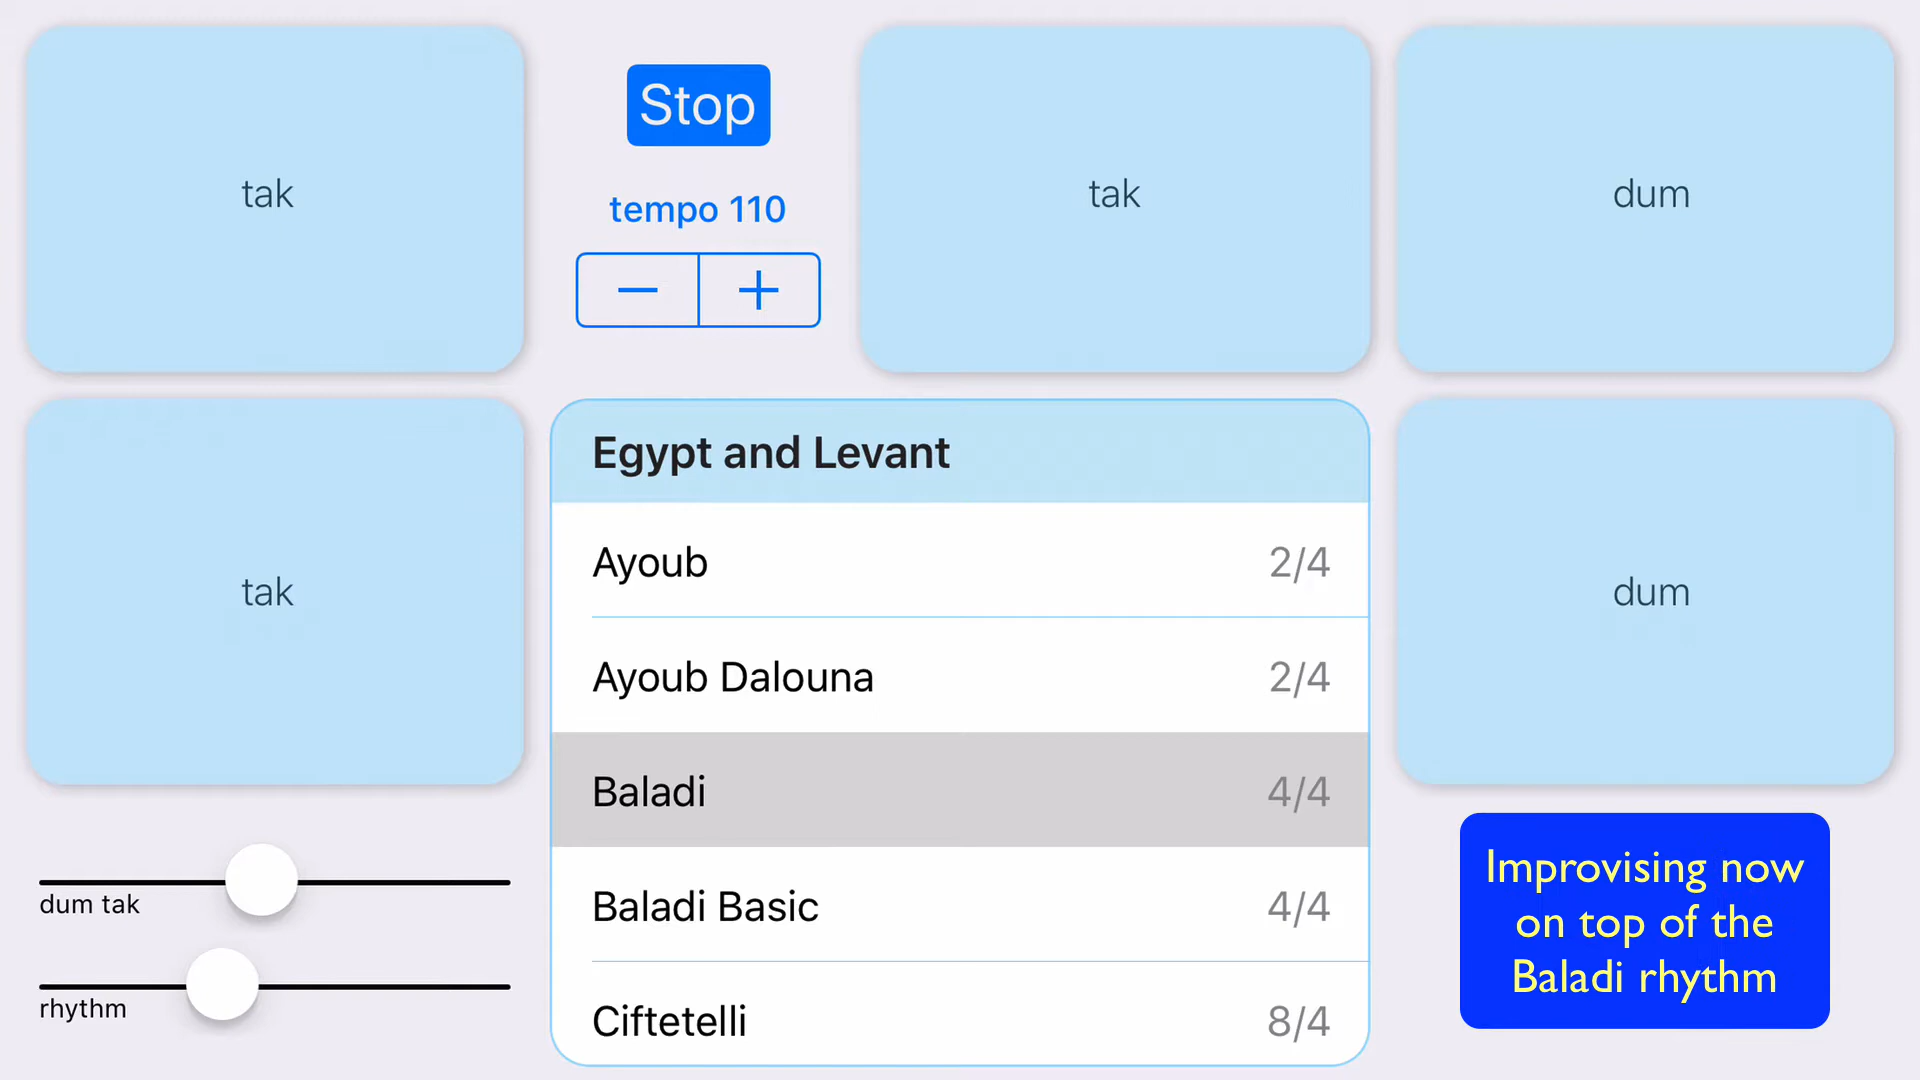 tak
Stop
tempo 110
tak
dum
tak
Egypt and Levant
Ayoub 2/4
Ayoub Dalouna 2/4
Baladi 4/4
Baladi Basic 4/4
Ciftetelli 8/4
dum
dum tak
rhythm
Improvising now
on top of the
Baladi rhythm